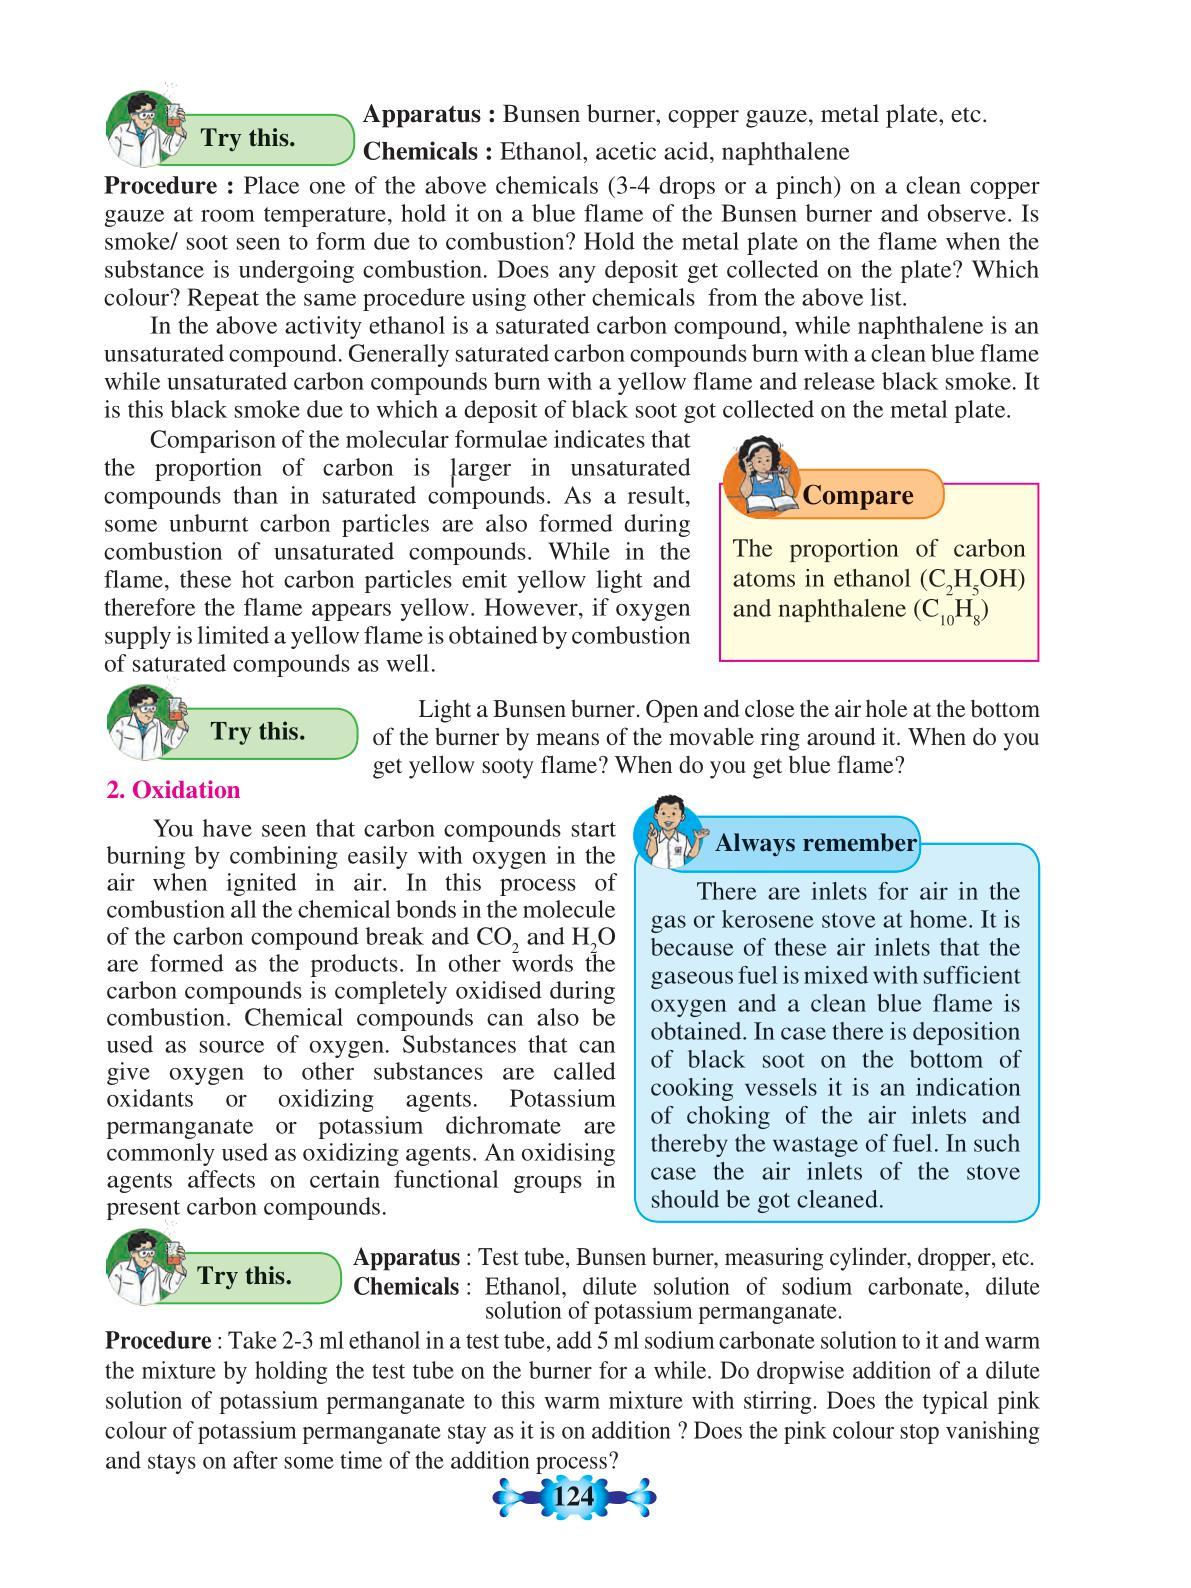 Try this.
Apparatus : Bunsen burner, copper gauze, metal plate, etc.
Chemicals : Ethanol, acetic acid, naphthalene
Procedure : Place one of the above chemicals (3-4 drops or a pinch) on a clean copper
gauze at room temperature, hold it on a blue flame of the Bunsen burner and observe. Is
smoke/ soot seen to form due to combustion? Hold the metal plate on the flame when the
substance is undergoing combustion. Does any deposit get collected on the plate? Which
colour? Repeat the same procedure using other chemicals from the above list.
In the above activity ethanol is a saturated carbon compound, while naphthalene is an
unsaturated compound. Generally saturated carbon compounds burn with a clean blue flame
while unsaturated carbon compounds burn with a yellow flame and release black smoke. It
is this black smoke due to which a deposit of black soot got collected on the metal plate.
Comparison of the molecular formulae indicates that
the proportion of carbon is larger in unsaturated
compounds than in saturated compounds. As a result,
some unburnt carbon particles are also formed during
combustion of unsaturated compounds. While in the
flame, these hot carbon particles emit yellow light and
therefore the flame appears yellow. However, if oxygen
supply is limited a yellow flame is obtained by combustion
of saturated compounds as well.
Compare
The proportion of carbon
atoms in ethanol (C₂H₅OH)
and naphthalene (C₁₀H₈)
Try this.
Light a Bunsen burner. Open and close the air hole at the bottom
of the burner by means of the movable ring around it. When do you
get yellow sooty flame? When do you get blue flame?
2. Oxidation
You have seen that carbon compounds start
burning by combining easily with oxygen in the
air when ignited in air. In this process of
combustion all the chemical bonds in the molecule
of the carbon compound break and CO₂ and H₂O
are formed as the products. In other words the
carbon compounds is completely oxidised during
combustion. Chemical compounds can also be
used as source of oxygen. Substances that can
give oxygen to other substances are called
oxidants or oxidizing agents. Potassium
permanganate or potassium dichromate are
commonly used as oxidizing agents. An oxidising
agents affects on certain functional groups in
present carbon compounds.
Always remember
There are inlets for air in the
gas or kerosene stove at home. It is
because of these air inlets that the
gaseous fuel is mixed with sufficient
oxygen and a clean blue flame is
obtained. In case there is deposition
of black soot on the bottom of
cooking vessels it is an indication
of choking of the air inlets and
thereby the wastage of fuel. In such
case the air inlets of the stove
should be got cleaned.
Try this.
Apparatus : Test tube, Bunsen burner, measuring cylinder, dropper, etc.
Chemicals : Ethanol, dilute solution of sodium carbonate, dilute
solution of potassium permanganate.
Procedure : Take 2-3 ml ethanol in a test tube, add 5 ml sodium carbonate solution to it and warm
the mixture by holding the test tube on the burner for a while. Do dropwise addition of a dilute
solution of potassium permanganate to this warm mixture with stirring. Does the typical pink
colour of potassium permanganate stay as it is on addition ? Does the pink colour stop vanishing
and stays on after some time of the addition process?
124